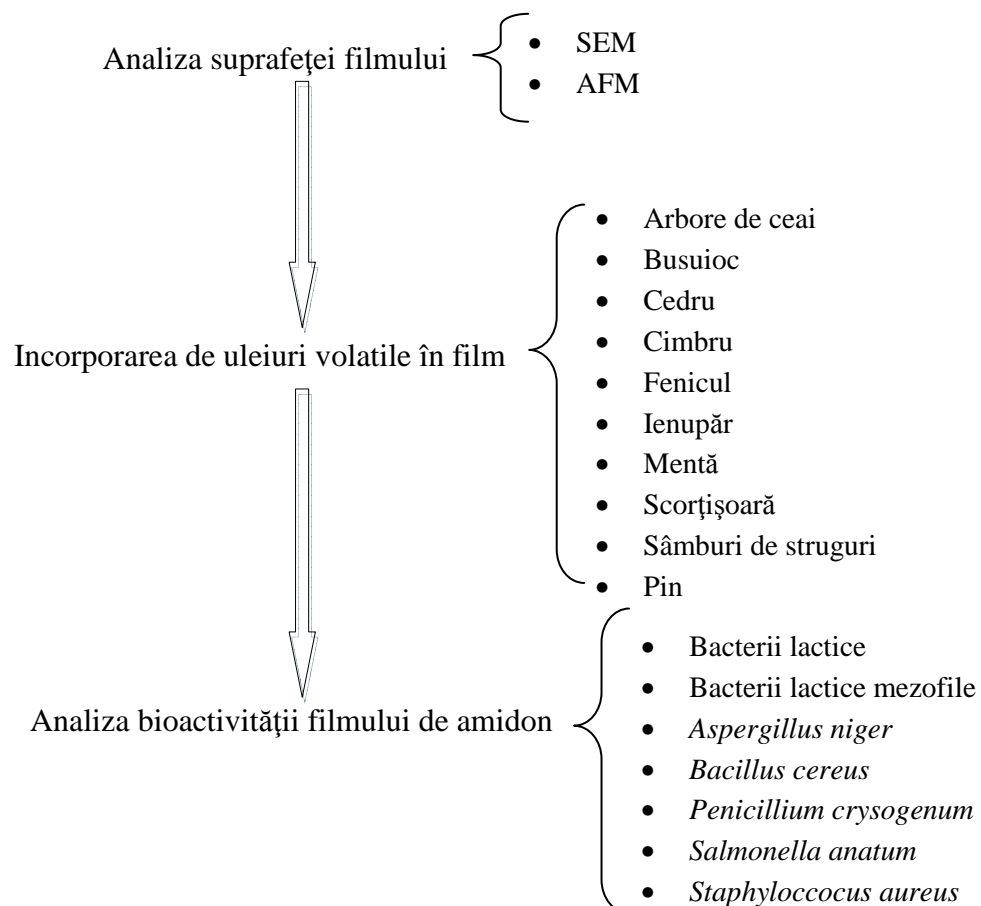 Analiza suprafeţei filmului
• SEM
• AFM
Incorporarea de uleiuri volatile în film
• Arbore de ceai
• Busuioc
• Cedru
• Cimbru
• Fenicul
• Ienupăr
• Mentă
• Scorţişoară
• Sâmburi de struguri
• Pin
Analiza bioactivităţii filmului de amidon
• Bacterii lactice
• Bacterii lactice mezofile
• Aspergillus niger
• Bacillus cereus
• Penicillium crysogenum
• Salmonella anatum
• Staphyloccocus aureus